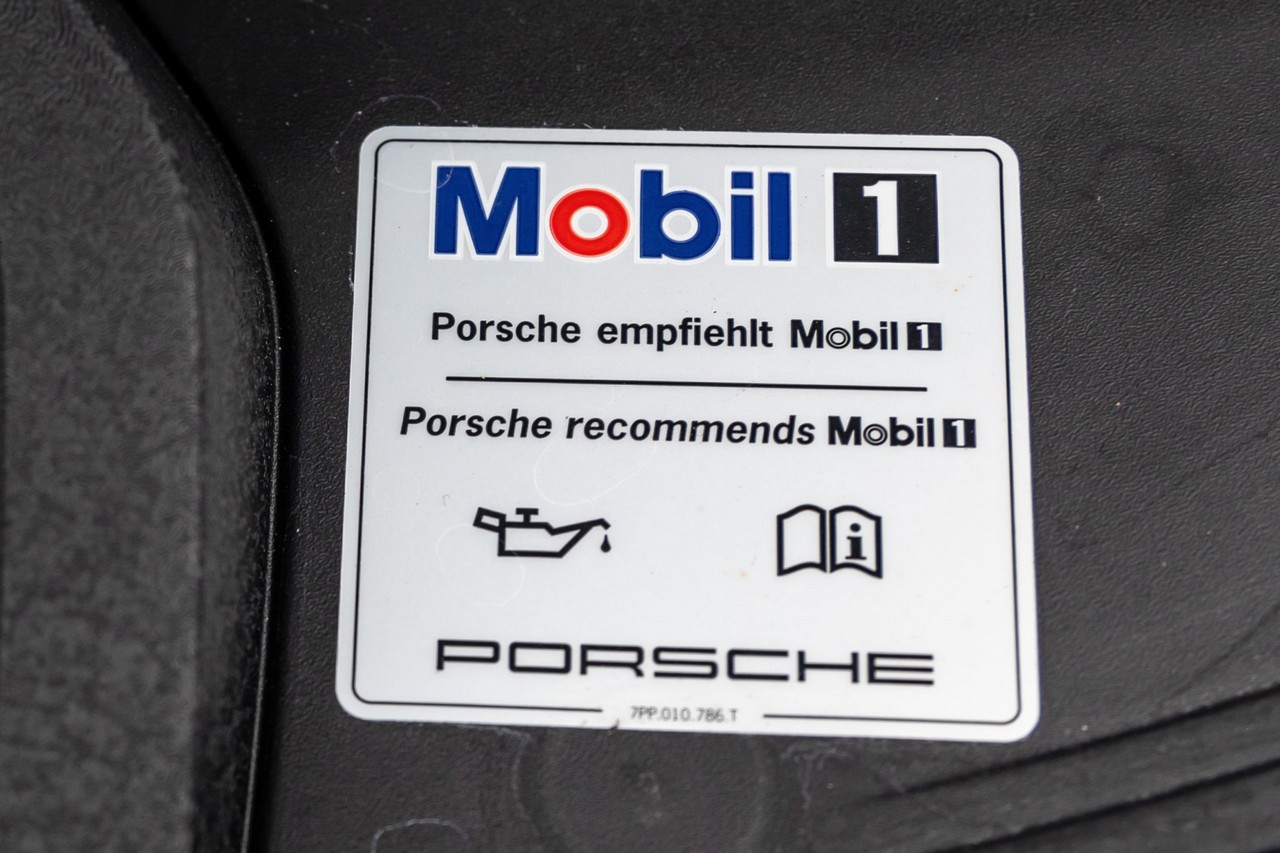 Mobil 1
Porsche empfiehlt Mobil 1
Porsche recommends Mobil 1
i
PORSCHE
7PP.010.786.T